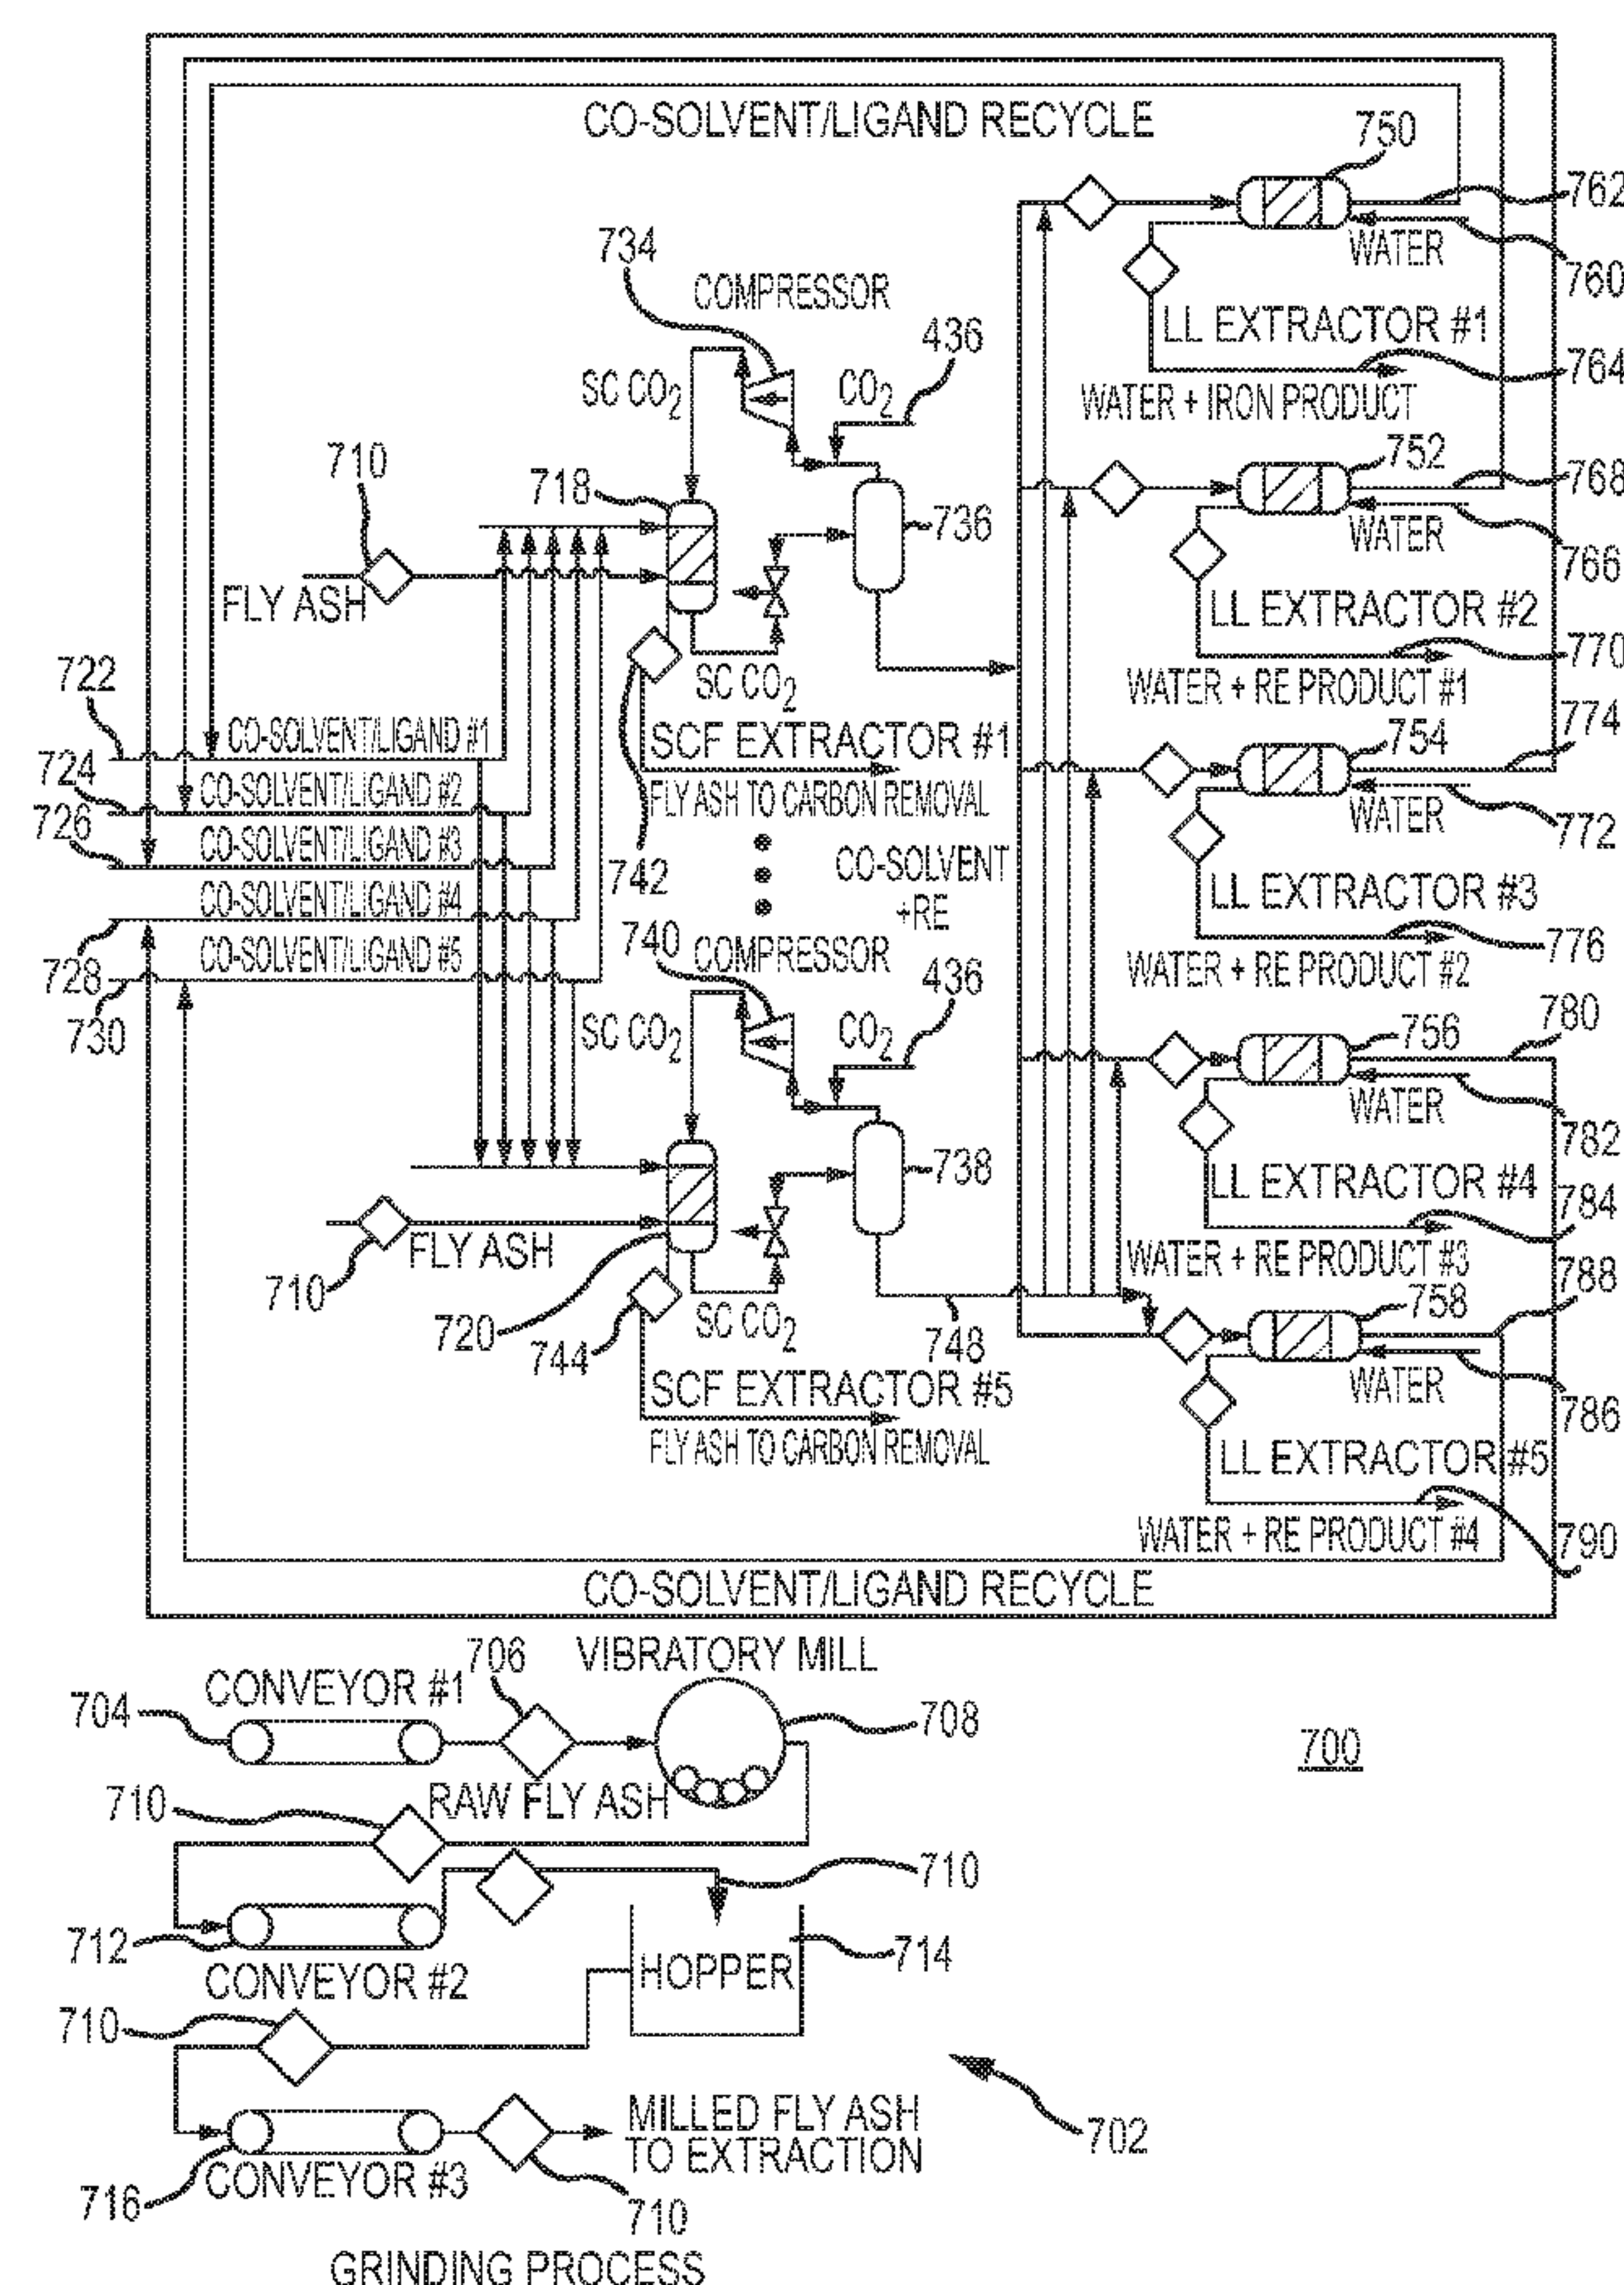 CO-SOLVENT/LIGAND RECYCLE
750
762
WATER
760
734
COMPRESSOR
436
LL EXTRACTOR #1
764
SC CO2
CO2
WATER + IRON PRODUCT
710
718
752
768
736
WATER
766
FLY ASH
LL EXTRACTOR #2
770
722
SC CO2
WATER + RE PRODUCT #1
774
CO-SOLVENT/LIGAND #1
SCF EXTRACTOR #1
754
724
CO-SOLVENT/LIGAND #2
FLY ASH TO CARBON REMOVAL
WATER
772
726
CO-SOLVENT/LIGAND #3
742
CO-SOLVENT
+RE
LL EXTRACTOR #3
CO-SOLVENT/LIGAND #4
740
COMPRESSOR
776
728
CO-SOLVENT/LIGAND #5
WATER + RE PRODUCT #2
730
SC CO2
CO2
436
756
780
WATER
782
738
LL EXTRACTOR #4
784
FLY ASH
WATER + RE PRODUCT #3
788
710
720
744
SC CO2
748
758
WATER
786
SCF EXTRACTOR #5
FLY ASH TO CARBON REMOVAL
LL EXTRACTOR #5
WATER + RE PRODUCT #4
790
CO-SOLVENT/LIGAND RECYCLE
706
VIBRATORY MILL
CONVEYOR #1
704
708
700
710
RAW FLY ASH
710
712
HOPPER
714
CONVEYOR #2
710
MILLED FLY ASH
TO EXTRACTION
702
716
CONVEYOR #3
710
GRINDING PROCESS